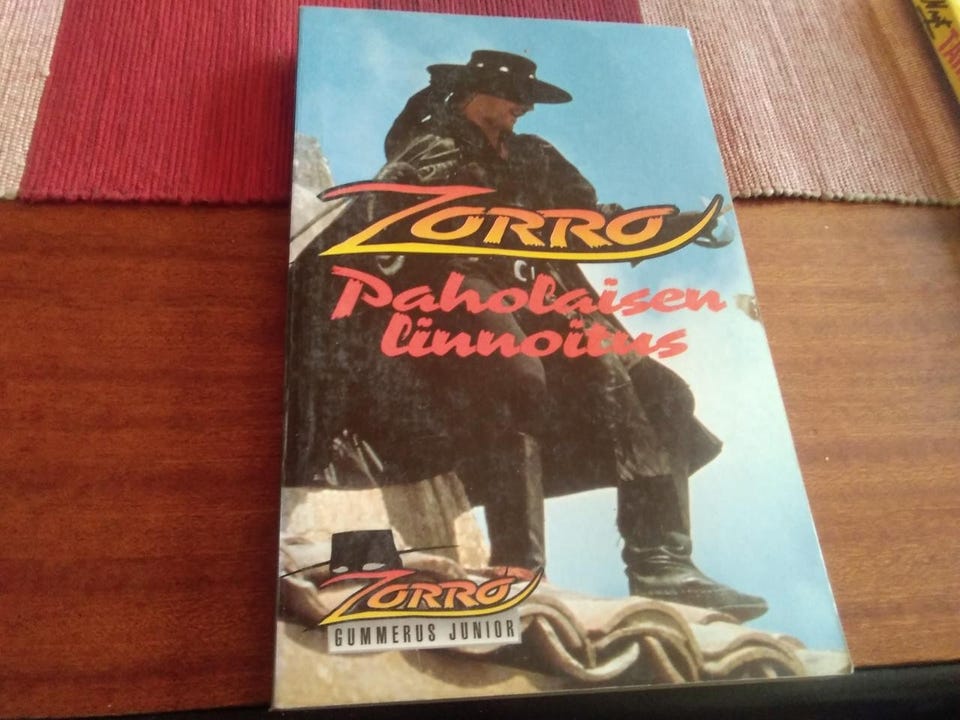 ZORRO
Paholaisen
linnoitus
ZORRO
GUMMERUS JUNIOR